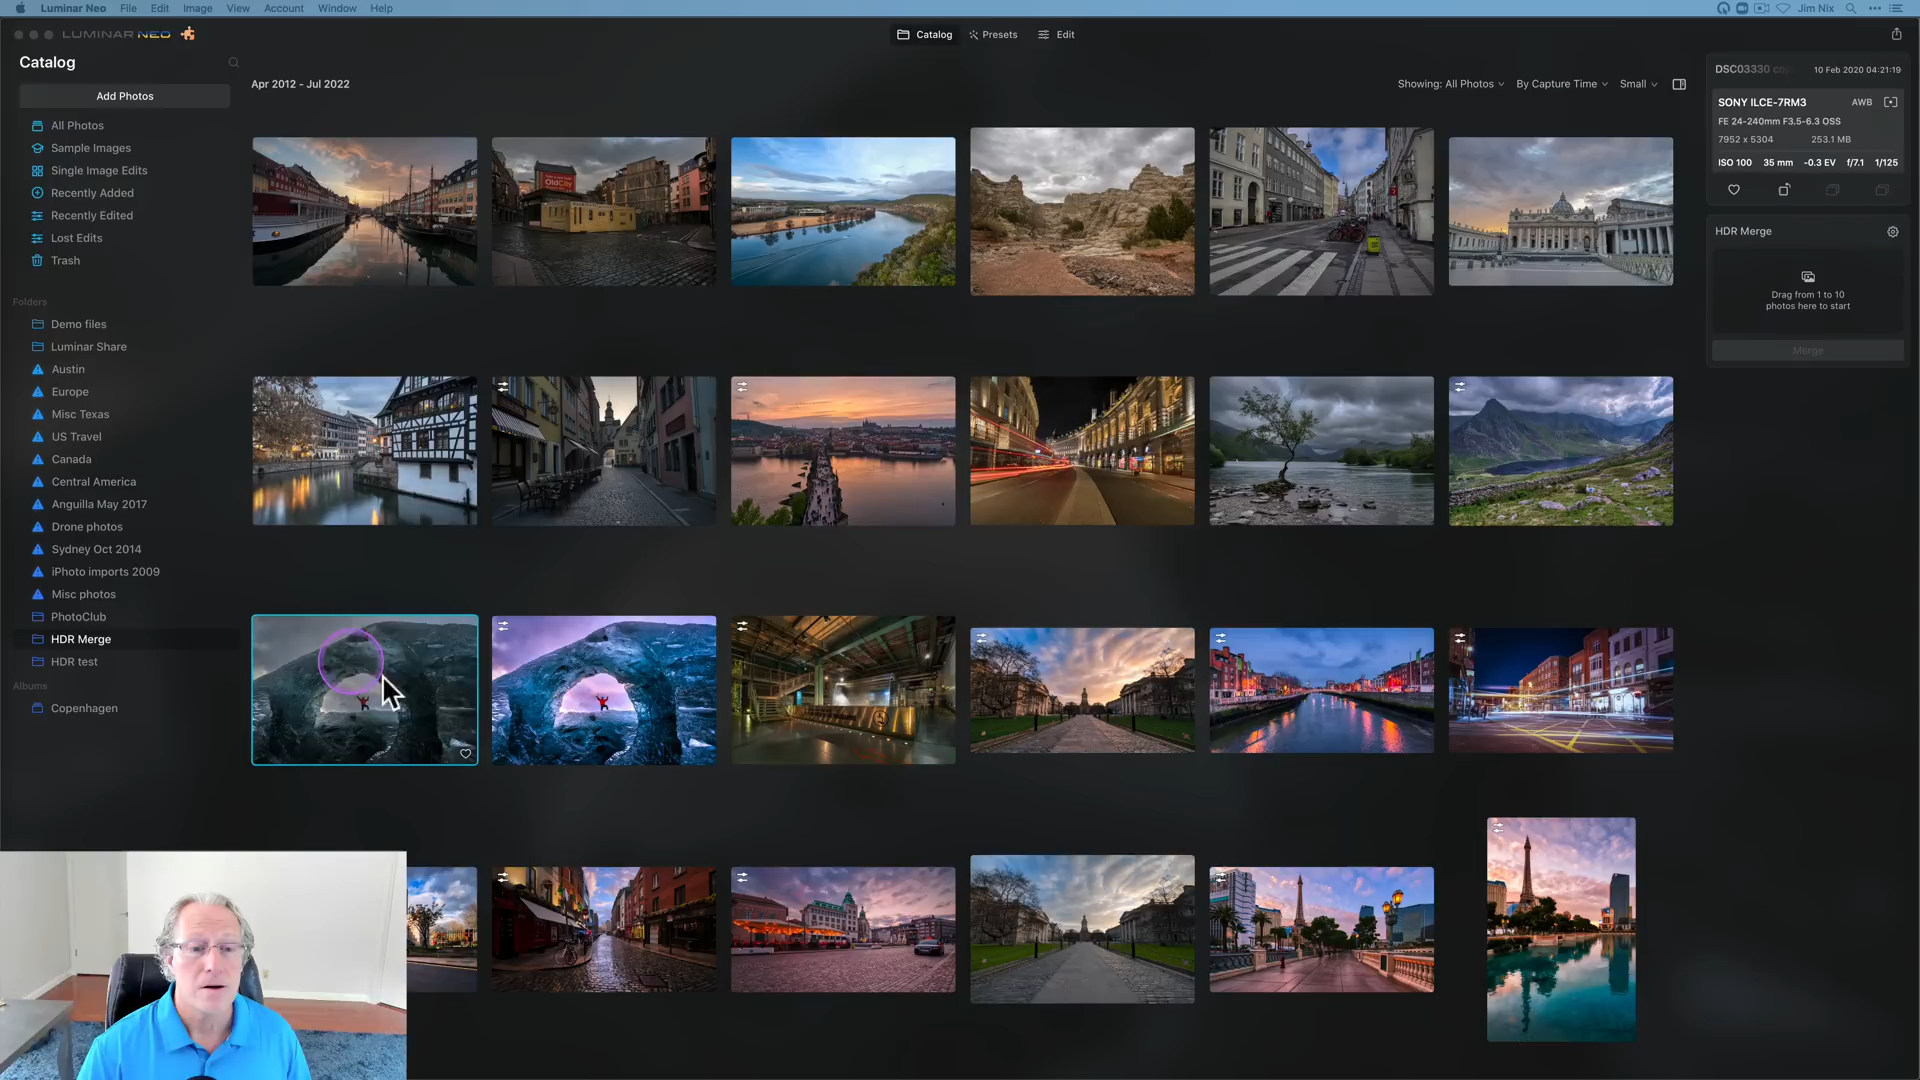 Luminar Neo File Edit Image View Account Window Help Jim Nix
LUMINAR NEO
Catalog Presets Edit
Catalog
Add Photos
All Photos
Sample Images
Single Image Edits
Recently Added
Recently Edited
Lost Edits
Trash
Folders
Demo files
Luminar Share
Austin
Europe
Misc Texas
US Travel
Canada
Central America
Anguilla May 2017
Drone photos
Sydney Oct 2014
iPhoto imports 2009
Misc photos
PhotoClub
HDR Merge
HDR test
Albums
Copenhagen
Apr 2012 - Jul 2022
Showing: All Photos By Capture Time Small
OldCity
DSC03330 10 Feb 2020 04:21:19
SONY ILCE-7RM3 AWB
FE 24-240mm F3.5-6.3 OSS
7952 x 5304 253.1 MB
ISO 100 35 mm -0.3 EV f/7.1 1/125
HDR Merge
Drag from 1 to 10
photos here to start
Merge